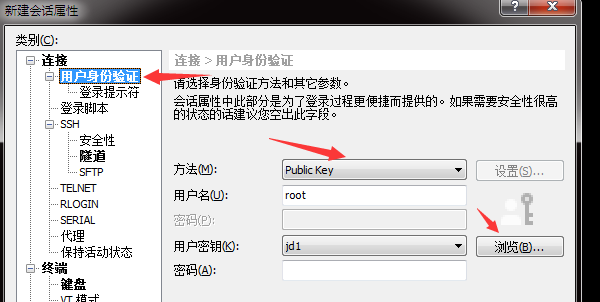 新建会话属性
类别(C):
连接
用户身份验证
登录提示符
登录脚本
SSH
安全性
隧道
SFTP
TELNET
RLOGIN
SERIAL
代理
保持活动状态
终端
键盘
VT 模式
连接 > 用户身份验证
请选择身份验证方法和其它参数。
会话属性中此部分是为了登录过程更便捷而提供的。如果需要安全性很高
的状态的话建议您空出此字段。
方法(M): Public Key 设置(S)...
用户名(U): root
密码(P):
用户密钥(K): jd1 浏览(B)...
密码(A):